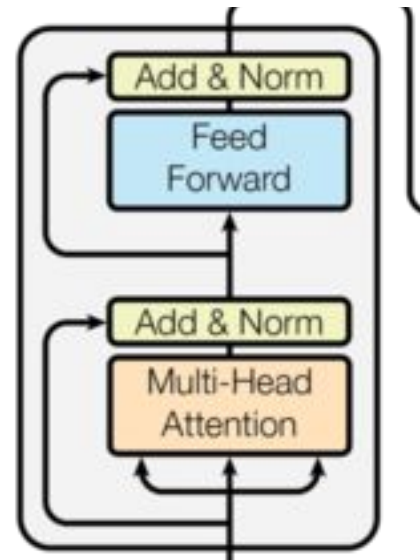 Add & Norm
Feed
Forward
Add & Norm
Multi-Head
Attention